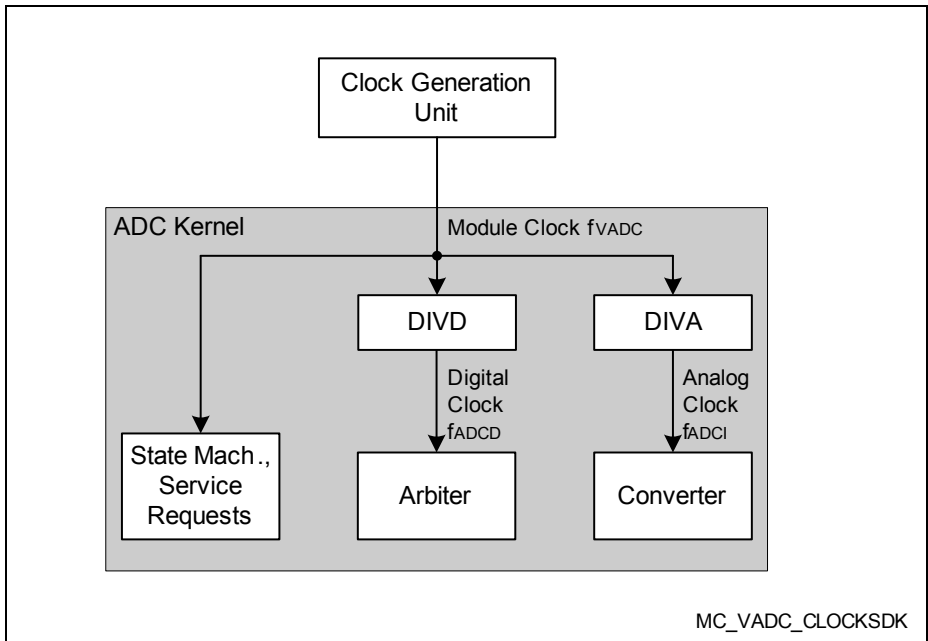 Clock Generation
Unit
ADC Kernel
Module Clock fVADC
DIVD
DIVA
Digital
Clock
fADCD
Analog
Clock
fADCI
State Mach.,
Service
Requests
Arbiter
Converter
MC_VADC_CLOCKSDK